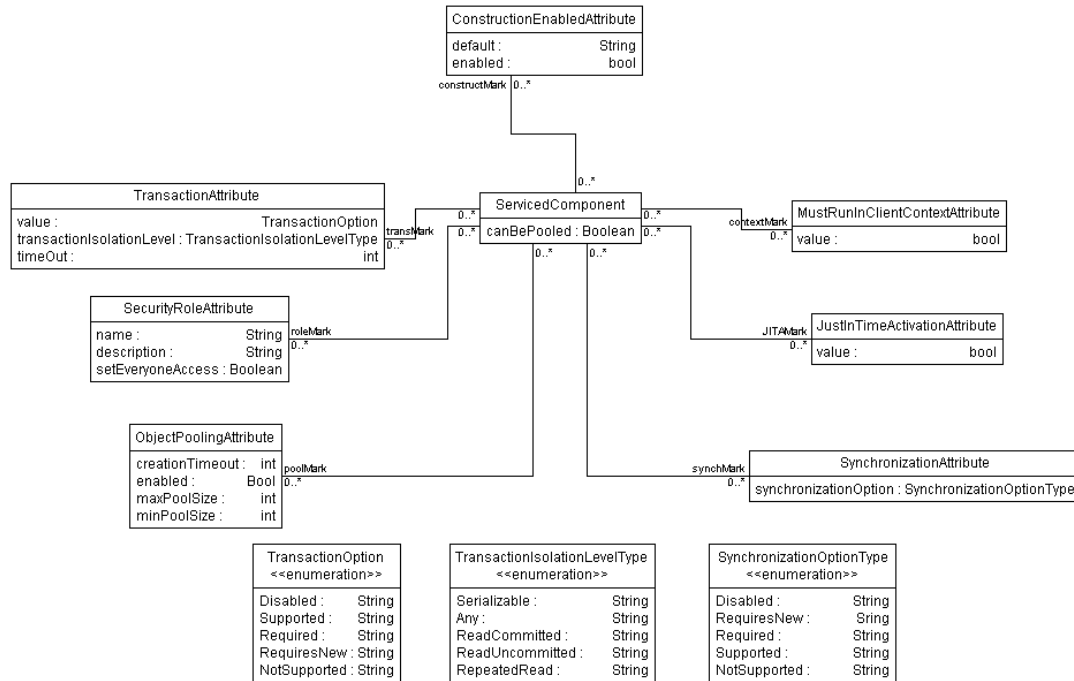 ConstructionEnabledAttribute
default : String
enabled : bool
constructMark 0..*
0..*
TransactionAttribute
value : TransactionOption
transactionIsolationLevel : TransactionIsolationLevelType
timeOut : int
transMark
0..*
0..*
0..*
ServicedComponent
canBePooled : Boolean
0..*
0..*
0..*
0..*
contextMark
0..*
MustRunInClientContextAttribute
value : bool
SecurityRoleAttribute
name : String
description : String
setEveryoneAccess : Boolean
roleMark
0..*
JITAMark
0..*
JustInTimeActivationAttribute
value : bool
ObjectPoolingAttribute
creationTimeout : int
enabled : Bool
maxPoolSize : int
minPoolSize : int
poolMark
0..*
synchMark
0..*
SynchronizationAttribute
synchronizationOption : SynchronizationOptionType
TransactionOption
<<enumeration>>
Disabled : String
Supported : String
Required : String
RequiresNew : String
NotSupported : String
TransactionIsolationLevelType
<<enumeration>>
Serializable : String
Any : String
ReadCommitted : String
ReadUncommitted : String
RepeatedRead : String
SynchronizationOptionType
<<enumeration>>
Disabled : String
RequiresNew : Sring
Required : String
Supported : String
NotSupported : String